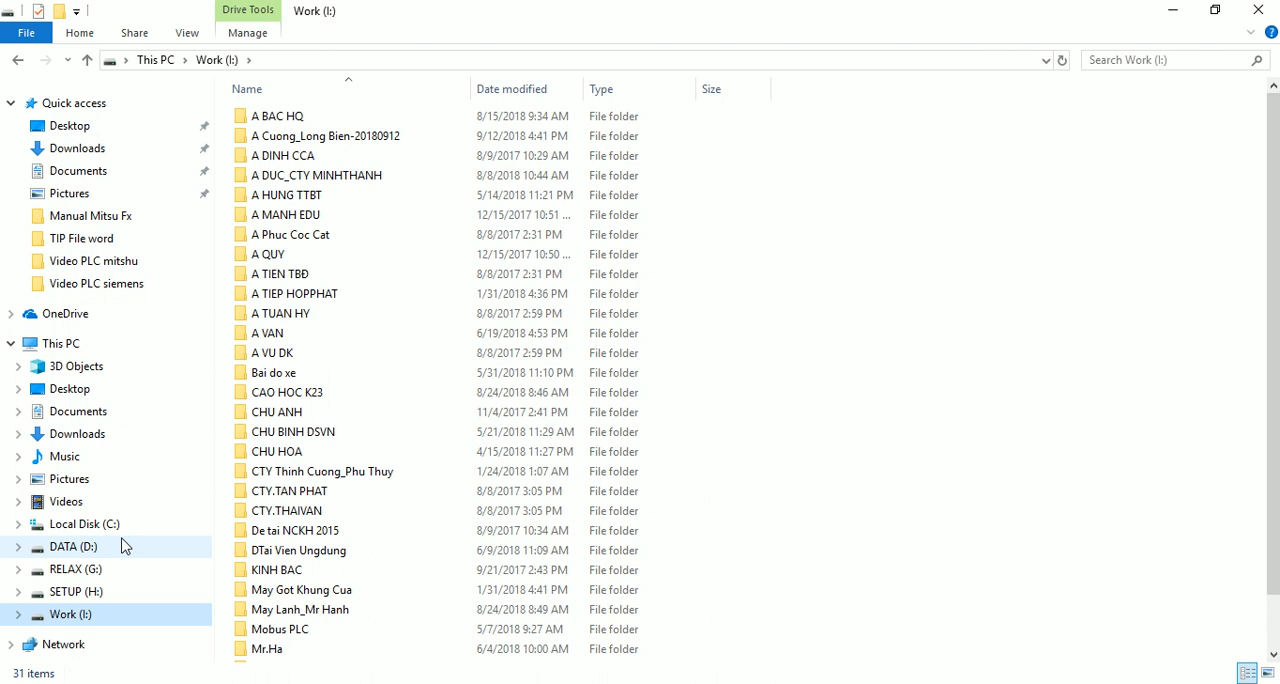 Drive Tools
Work (I:)
File
Home
Share
View
Manage
This PC
Work (I:)
Search Work (I:)
Name
Date modified
Type
Size
Quick access
Desktop
Downloads
Documents
Pictures
Manual Mitsu Fx
TIP File word
Video PLC mitshu
Video PLC siemens
OneDrive
This PC
3D Objects
Desktop
Documents
Downloads
Music
Pictures
Videos
Local Disk (C:)
DATA (D:)
RELAX (G:)
SETUP (H:)
Work (I:)
Network
A BAC HQ 8/15/2018 9:34 AM File folder
A Cuong_Long Bien-20180912 9/12/2018 4:41 PM File folder
A DINH CCA 8/9/2017 10:29 AM File folder
A DUC_CTY MINHTHANH 8/8/2018 10:44 AM File folder
A HUNG TTBT 5/14/2018 11:21 PM File folder
A MANH EDU 12/15/2017 10:51 ... File folder
A Phuc Coc Cat 8/8/2017 2:31 PM File folder
A QUY 12/15/2017 10:50 ... File folder
A TIEN TBĐ 8/8/2017 2:31 PM File folder
A TIEP HOPPHAT 1/31/2018 4:36 PM File folder
A TUAN HY 8/8/2017 2:59 PM File folder
A VAN 6/19/2018 4:53 PM File folder
A VU DK 8/8/2017 2:59 PM File folder
Bai do xe 5/31/2018 11:10 PM File folder
CAO HOC K23 8/24/2018 8:46 AM File folder
CHU ANH 11/4/2017 2:41 PM File folder
CHU BINH DSVN 5/21/2018 11:29 AM File folder
CHU HOA 4/15/2018 11:27 PM File folder
CTY Thinh Cuong_Phu Thuy 1/24/2018 1:07 AM File folder
CTY.TAN PHAT 8/8/2017 3:05 PM File folder
CTY.THAIVAN 8/8/2017 3:05 PM File folder
De tai NCKH 2015 8/9/2017 10:34 AM File folder
DTai Vien Ungdung 6/9/2018 11:09 AM File folder
KINH BAC 9/21/2017 2:43 PM File folder
May Got Khung Cua 1/31/2018 4:41 PM File folder
May Lanh_Mr Hanh 8/24/2018 8:49 AM File folder
Mobus PLC 5/7/2018 9:27 AM File folder
Mr.Ha 6/4/2018 10:00 AM File folder
31 items